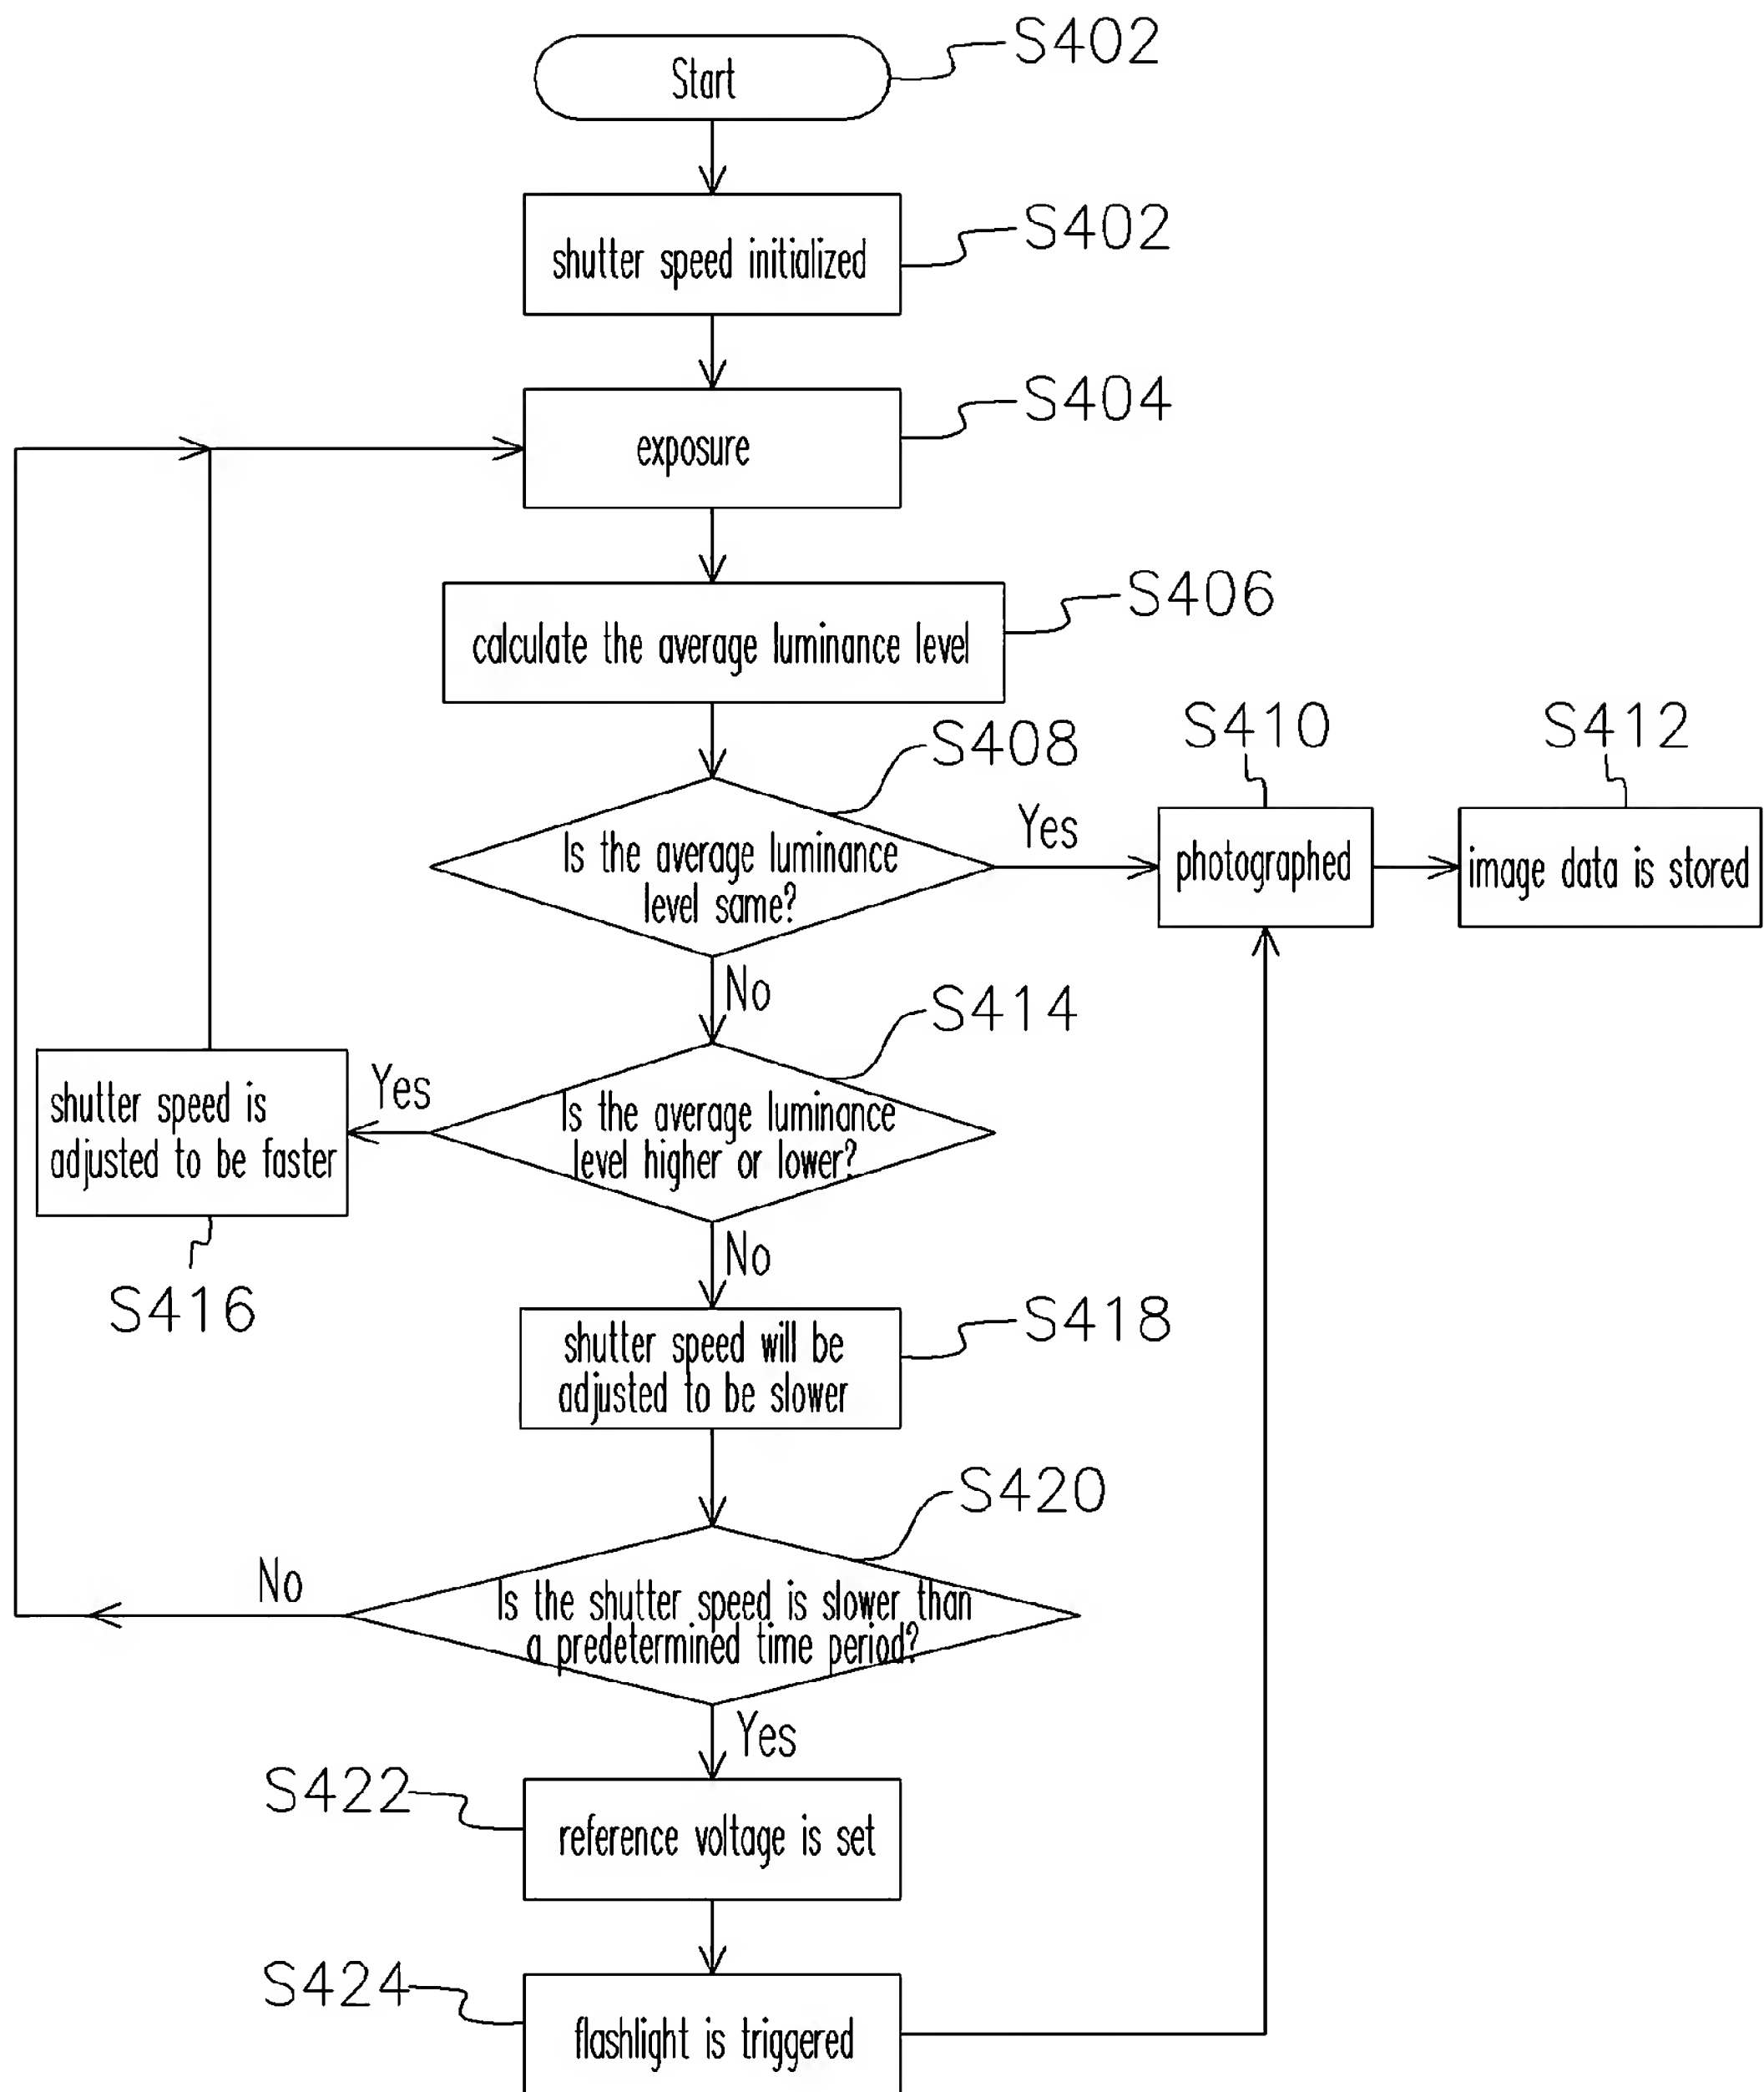 Start
S402
shutter speed initialized
S402
exposure
S404
calculate the average luminance level
S406
Is the average luminance
level same?
S408
Yes
photographed
S410
image data is stored
S412
No
Is the average luminance
level higher or lower?
S414
Yes
shutter speed is
adjusted to be faster
S416
No
shutter speed will be
adjusted to be slower
S418
Is the shutter speed is slower than
a predetermined time period?
S420
No
Yes
reference voltage is set
S422
flashlight is triggered
S424